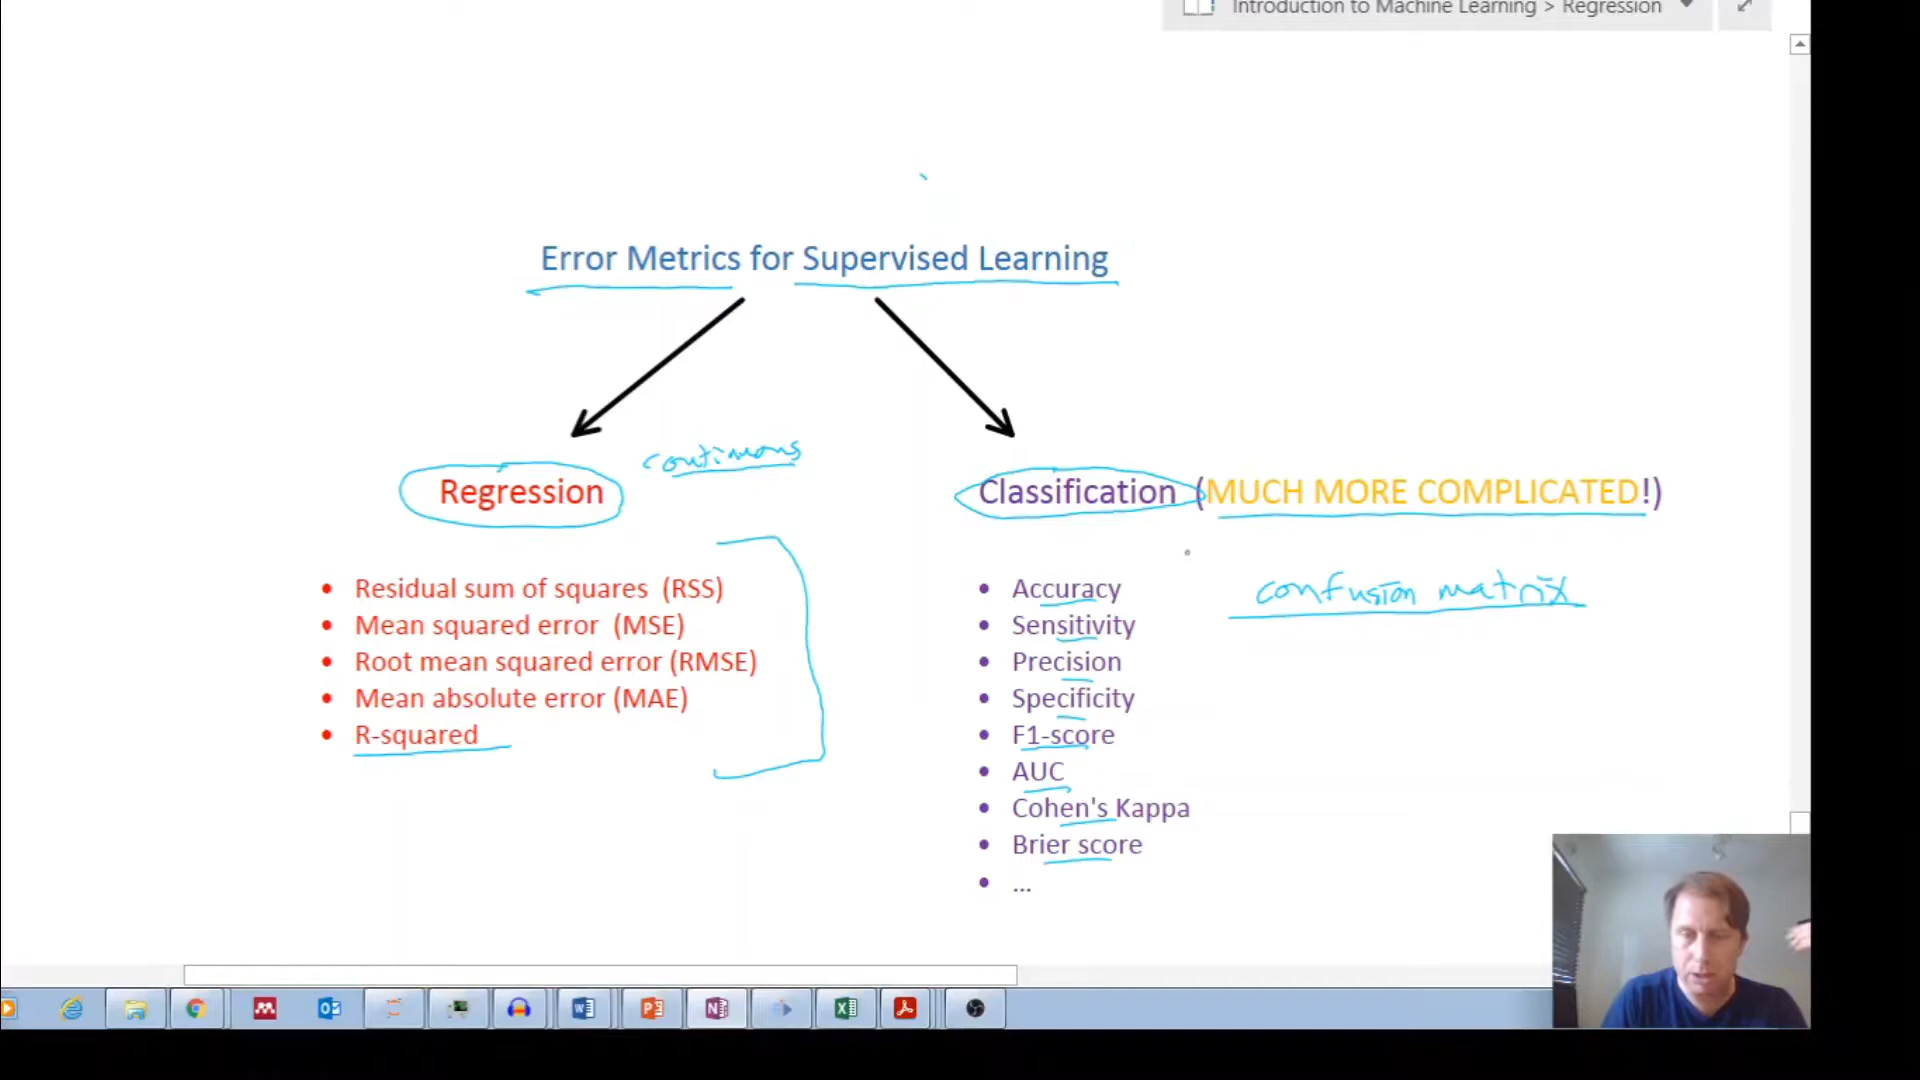 Introduction to Machine Learning > Regression
Error Metrics for Supervised Learning
continuous
Regression
Classification (MUCH MORE COMPLICATED!)
• Residual sum of squares (RSS)
• Mean squared error (MSE)
• Root mean squared error (RMSE)
• Mean absolute error (MAE)
• R-squared
• Accuracy
confusion matrix
• Sensitivity
• Precision
• Specificity
• F1-score
• AUC
• Cohen's Kappa
• Brier score
• ...